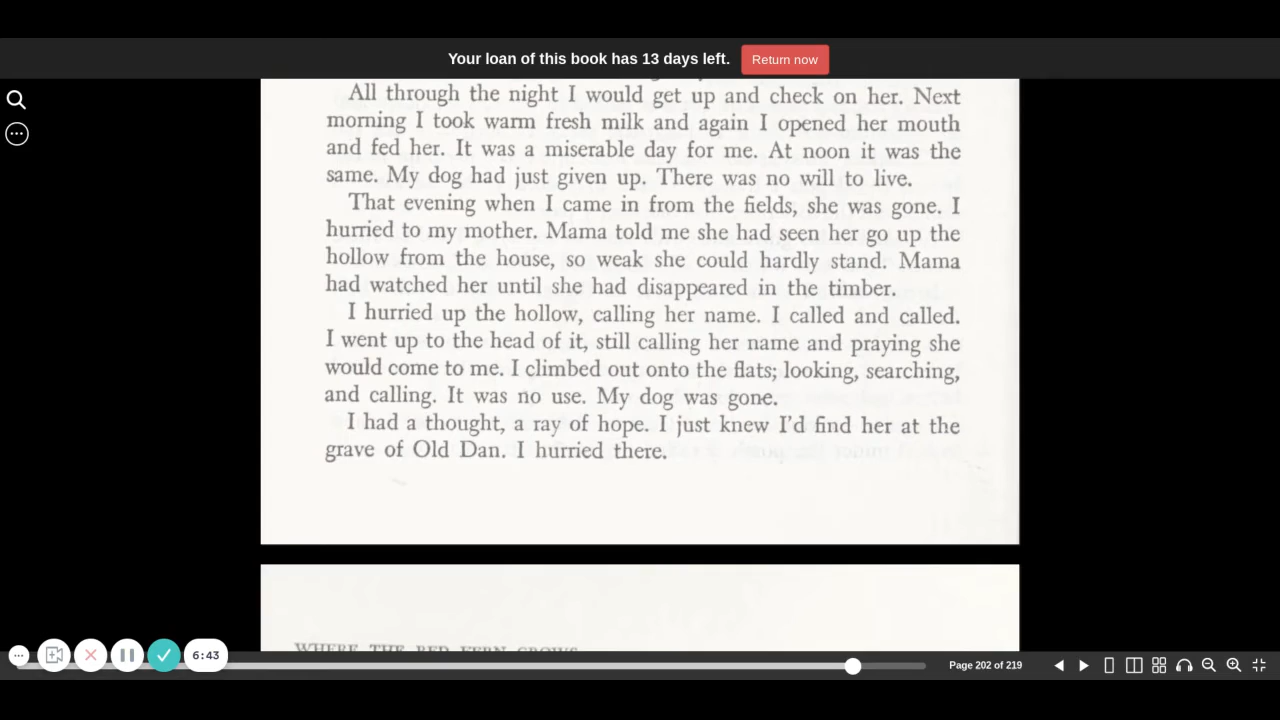 Your loan of this book has 13 days left. Return now
All through the night I would get up and check on her. Next
morning I took warm fresh milk and again I opened her mouth
and fed her. It was a miserable day for me. At noon it was the
same. My dog had just given up. There was no will to live.
That evening when I came in from the fields, she was gone. I
hurried to my mother. Mama told me she had seen her go up the
hollow from the house, so weak she could hardly stand. Mama
had watched her until she had disappeared in the timber.
I hurried up the hollow, calling her name. I called and called.
I went up to the head of it, still calling her name and praying she
would come to me. I climbed out onto the flats; looking, searching,
and calling. It was no use. My dog was gone.
I had a thought, a ray of hope. I just knew I'd find her at the
grave of Old Dan. I hurried there.
WHERE THE RED FERN GROWS
6:43
Page 202 of 219